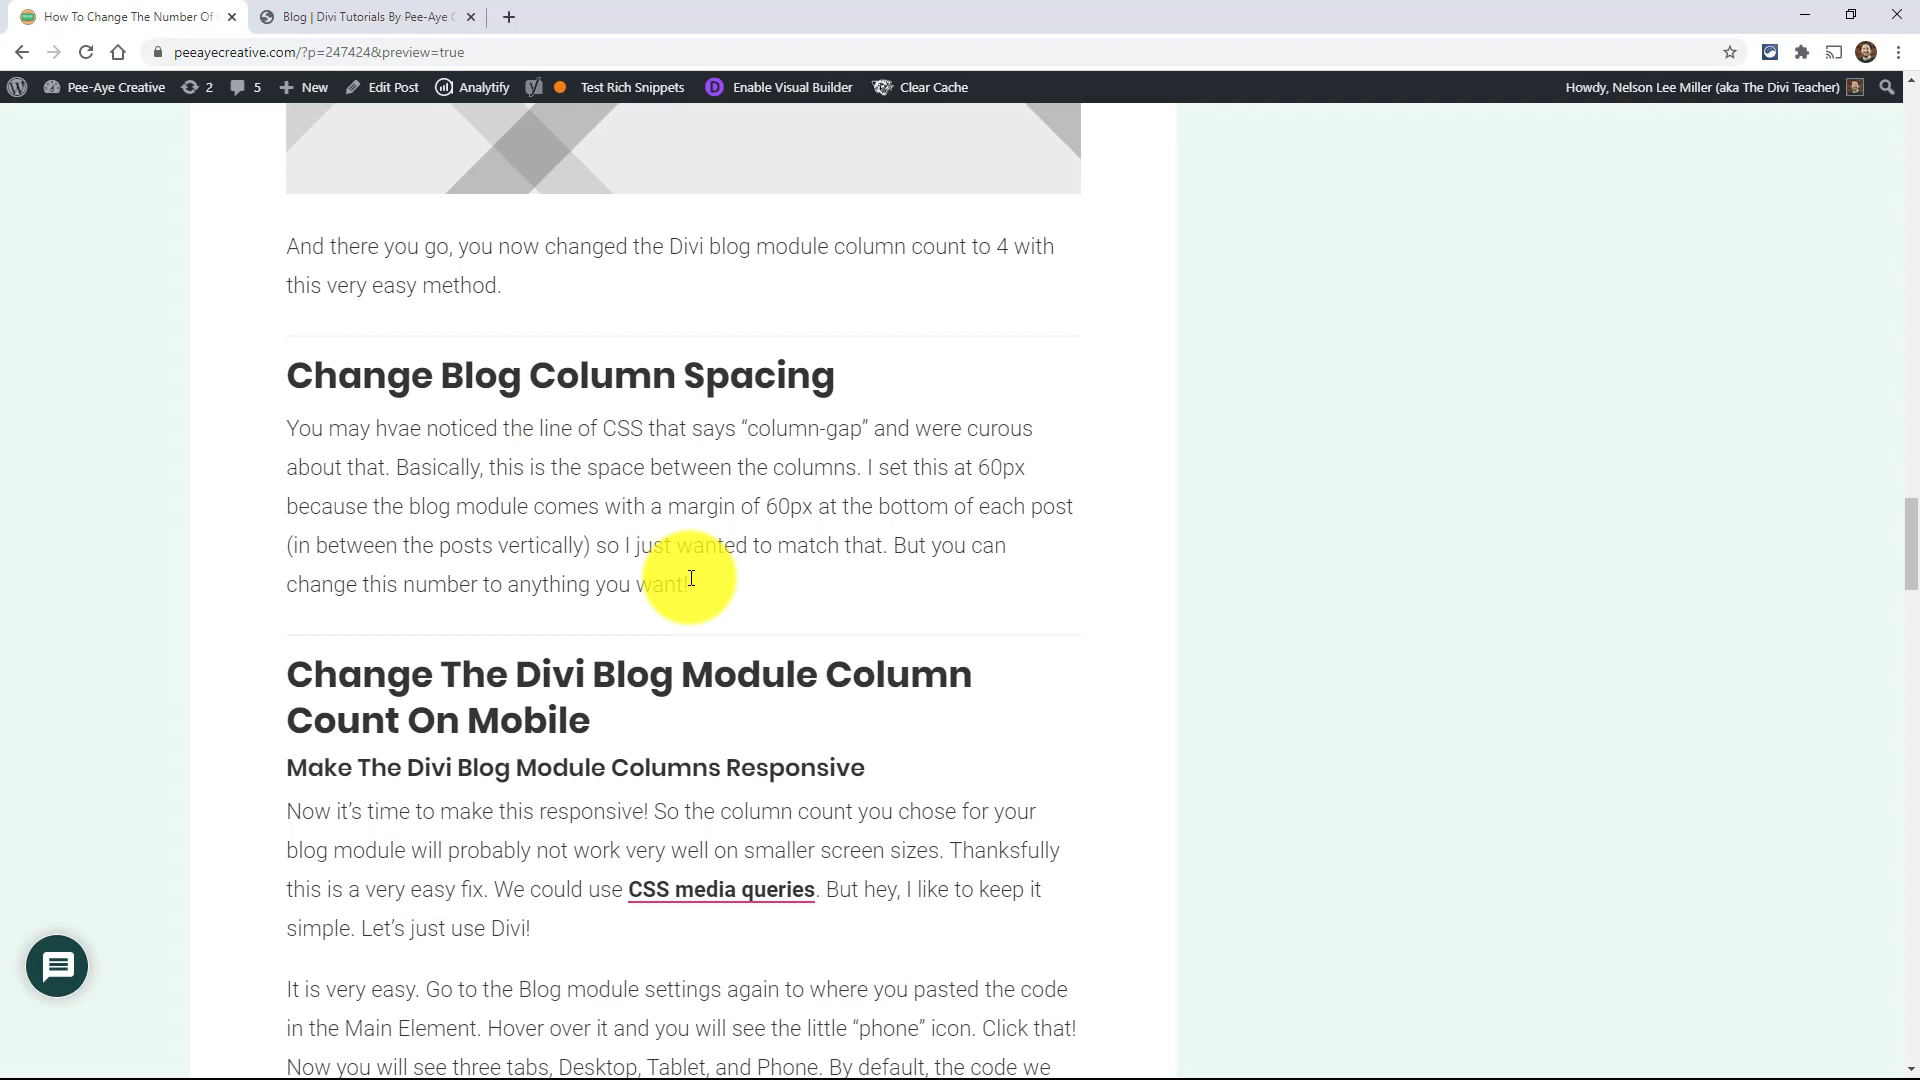 How To Change The Number Of
Blog | Divi Tutorials By Pee-Aye C
peeayecreative.com/?p=247424&preview=true
Pee-Aye Creative
2
5
New
Edit Post
Analytify
Test Rich Snippets
D
Enable Visual Builder
Clear Cache
Howdy, Nelson Lee Miller (aka The Divi Teacher)
And there you go, you now changed the Divi blog module column count to 4 with
this very easy method.
Change Blog Column Spacing
You may hvae noticed the line of CSS that says “column-gap” and were curous
about that. Basically, this is the space between the columns. I set this at 60px
because the blog module comes with a margin of 60px at the bottom of each post
(in between the posts vertically) so I just wanted to match that. But you can
change this number to anything you want!
Change The Divi Blog Module Column
Count On Mobile
Make The Divi Blog Module Columns Responsive
Now it’s time to make this responsive! So the column count you chose for your
blog module will probably not work very well on smaller screen sizes. Thanksfully
this is a very easy fix. We could use CSS media queries. But hey, I like to keep it
simple. Let’s just use Divi!
It is very easy. Go to the Blog module settings again to where you pasted the code
in the Main Element. Hover over it and you will see the little “phone” icon. Click that!
Now you will see three tabs, Desktop, Tablet, and Phone. By default, the code we